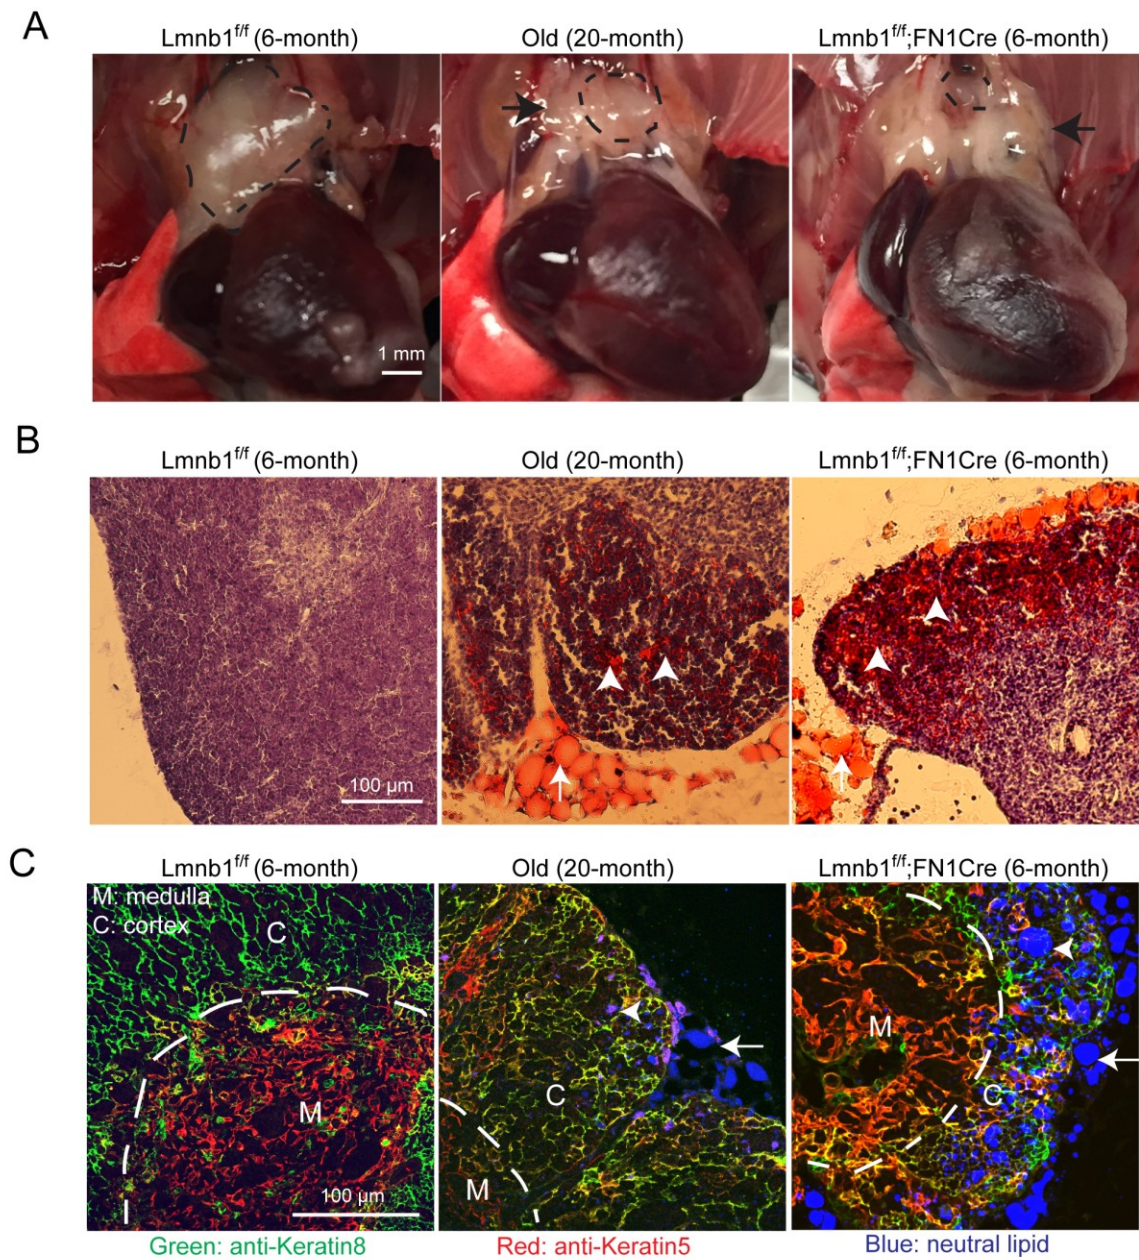 A
Lmnb1f/f (6-month) Old (20-month) Lmnb1f/f;FN1Cre (6-month)
1 mm
B
Lmnb1f/f (6-month) Old (20-month) Lmnb1f/f;FN1Cre (6-month)
100 µm
C
Lmnb1f/f (6-month) Old (20-month) Lmnb1f/f;FN1Cre (6-month)
M: medulla
C: cortex
C
M
100 µm
C
M
M
C
Green: anti-Keratin8 Red: anti-Keratin5 Blue: neutral lipid